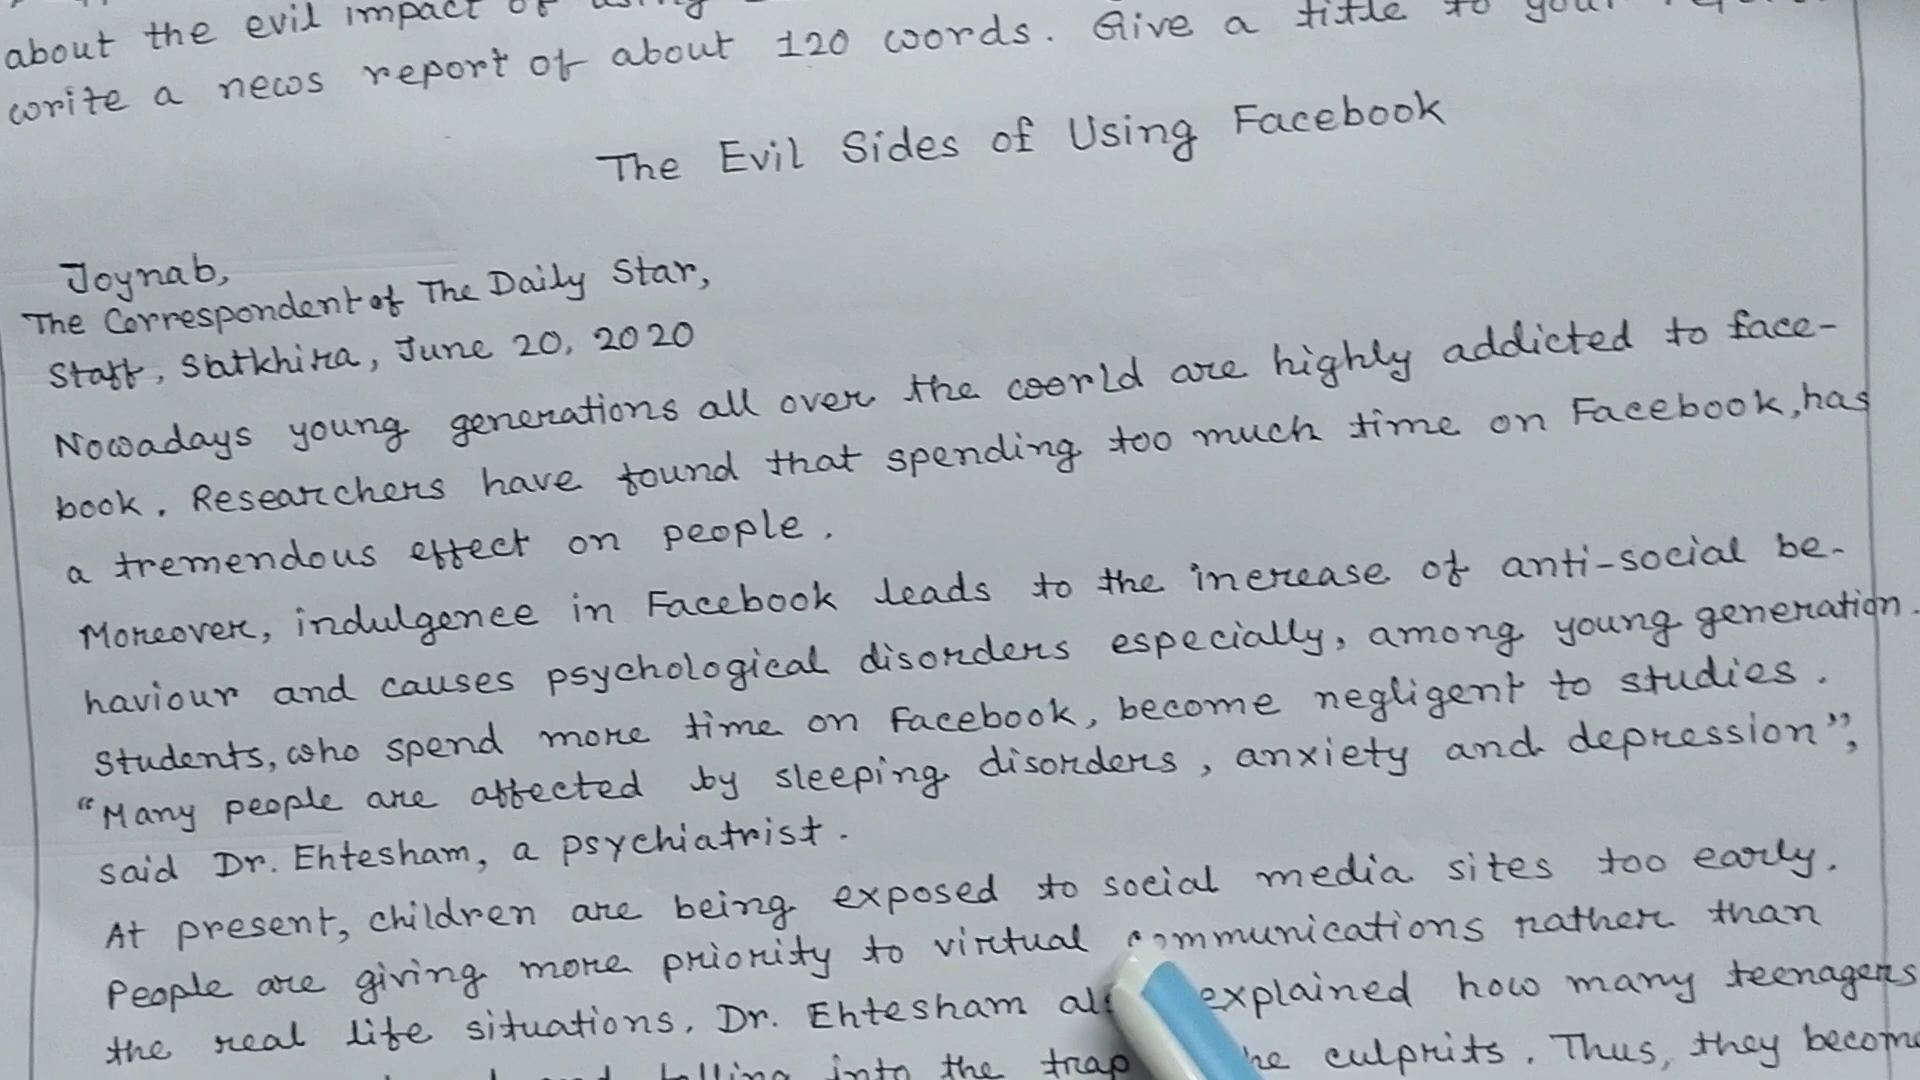 about the evil impact of using
write a news report of about 120 words. Give a title to your
The Evil Sides of Using Facebook
Joynab,
The Correspondent of The Daily Star,
Staff, Satkhira, June 20, 2020
Nowadays young generations all over the world are highly addicted to face-
book. Researchers have found that spending too much time on Facebook, has
a tremendous effect on people.
Moreover, indulgence in Facebook leads to the increase of anti-social be-
haviour and causes psychological disorders especially, among young generation.
Students, who spend more time on Facebook, become negligent to studies.
"Many people are affected by sleeping disorders, anxiety and depression",
said Dr. Ehtesham, a psychiatrist.
At present, children are being exposed to social media sites too early.
People are giving more priority to virtual communications rather than
the real life situations. Dr. Ehtesham explained how many teenagers
into the trap culprits. Thus, they become